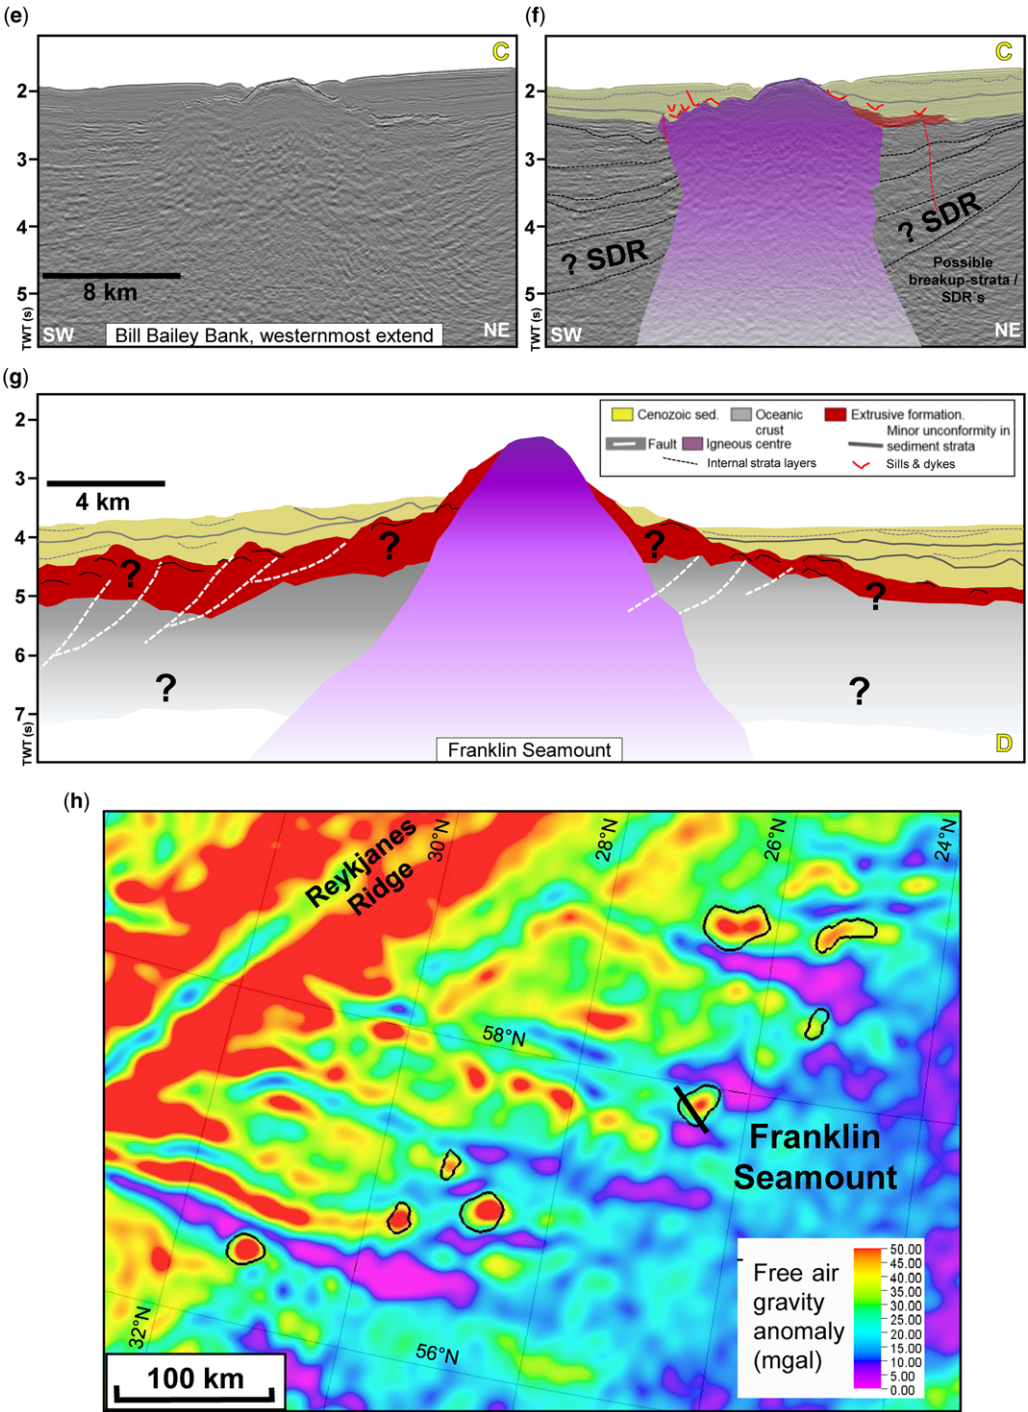 (e)
C
2
3
4
5
TWT (s)
8 km
SW
Bill Bailey Bank, westernmost extend
NE
(f)
C
2
3
4
5
TWT (s)
? SDR
? SDR
Possible
breakup-strata /
SDR´s
SW
NE
(g)
2
3
4
5
6
7
TWT (s)
4 km
Cenozoic sed.
Oceanic
crust
Extrusive formation.
Fault
Igneous centre
Minor unconformity in
sediment strata
Internal strata layers
Sills & dykes
?
?
?
?
?
?
Franklin Seamount
D
(h)
Reykjanes
Ridge
30°N
28°N
26°N
24°N
58°N
Franklin
Seamount
32°N
56°N
100 km
Free air
gravity
anomaly
(mgal)
50.00
45.00
40.00
35.00
30.00
25.00
20.00
15.00
10.00
5.00
0.00